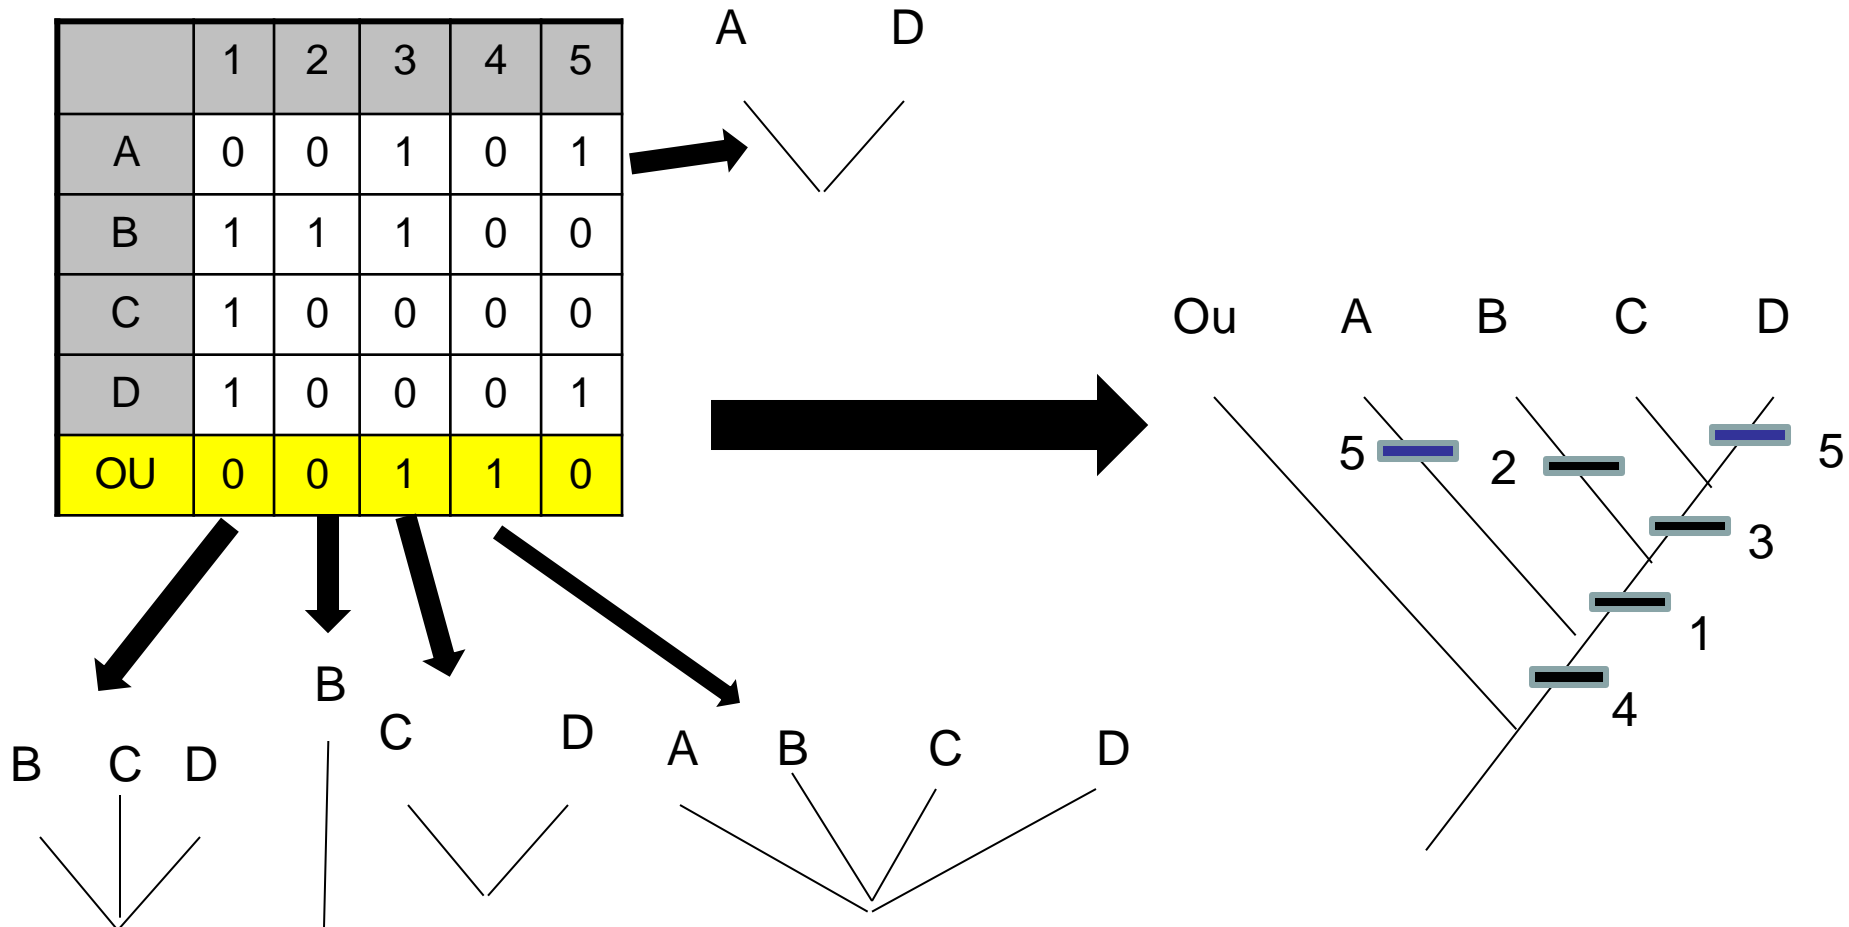 1 2 3 4 5
A 0 0 1 0 1
B 1 1 1 0 0
C 1 0 0 0 0
D 1 0 0 0 1
OU 0 0 1 1 0
A D
Ou A B C D
5 2 5
3
1
4
B
C D
B C D
A B C D